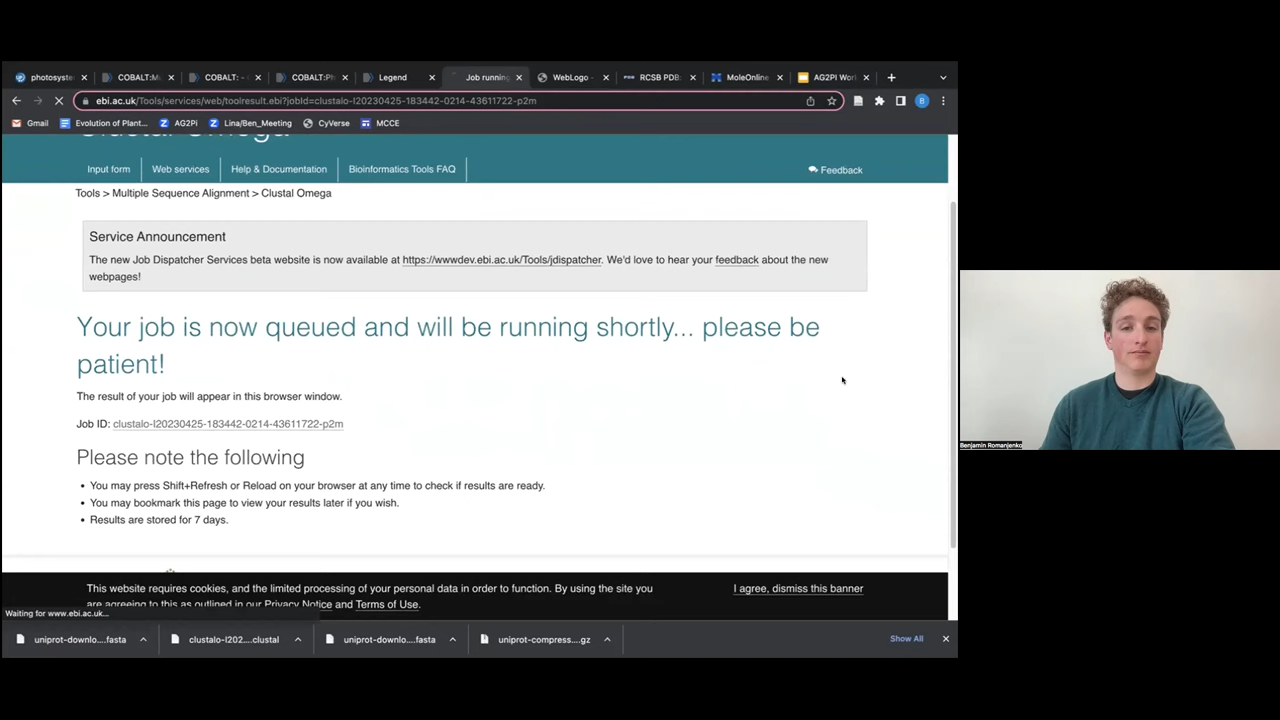 photosyste
COBALT:Mu
COBALT: - C
COBALT:Ph
Legend
Job running
WebLogo -
RCSB PDB:
MoleOnline
AG2PI Wor
ebi.ac.uk/Tools/services/web/toolresult.ebi?jobId=clustalo-I20230425-183442-0214-43611722-p2m
B
Gmail
Evolution of Plant...
AG2Pi
Lina/Ben_Meeting
CyVerse
MCCE
Clustal Omega
Input form
Web services
Help & Documentation
Bioinformatics Tools FAQ
Feedback
Tools > Multiple Sequence Alignment > Clustal Omega
Service Announcement
The new Job Dispatcher Services beta website is now available at https://wwwdev.ebi.ac.uk/Tools/jdispatcher. We'd love to hear your feedback about the new
webpages!
Your job is now queued and will be running shortly... please be
patient!
The result of your job will appear in this browser window.
Job ID: clustalo-I20230425-183442-0214-43611722-p2m
Please note the following
• You may press Shift+Refresh or Reload on your browser at any time to check if results are ready.
• You may bookmark this page to view your results later if you wish.
• Results are stored for 7 days.
This website requires cookies, and the limited processing of your personal data in order to function. By using the site you
are agreeing to this as outlined in our Privacy Notice and Terms of Use.
I agree, dismiss this banner
Waiting for www.ebi.ac.uk...
uniprot-downlo....fasta
clustalo-I202....clustal
uniprot-downlo....fasta
uniprot-compress....gz
Show All
Benjamin Romanjenko